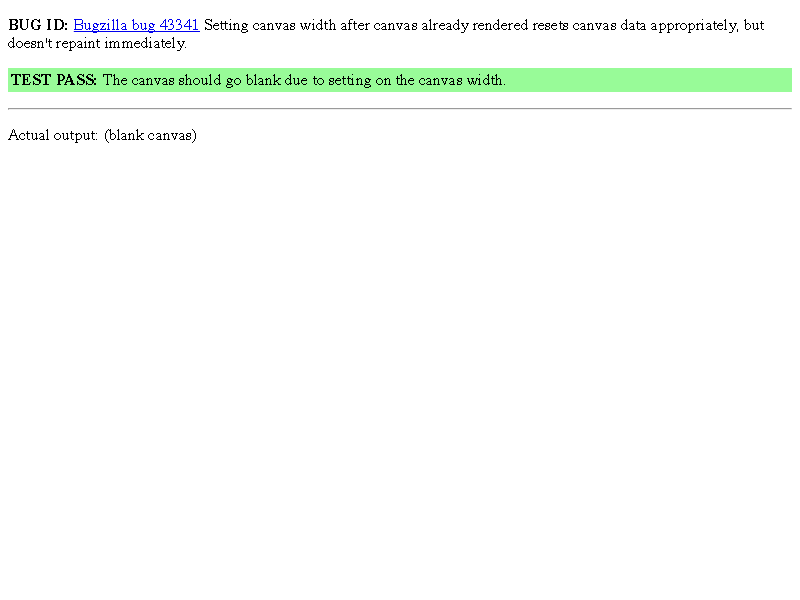 BUG ID: Bugzilla bug 43341 Setting canvas width after canvas already rendered resets canvas data appropriately, but
doesn't repaint immediately.
TEST PASS: The canvas should go blank due to setting on the canvas width.
Actual output: (blank canvas)